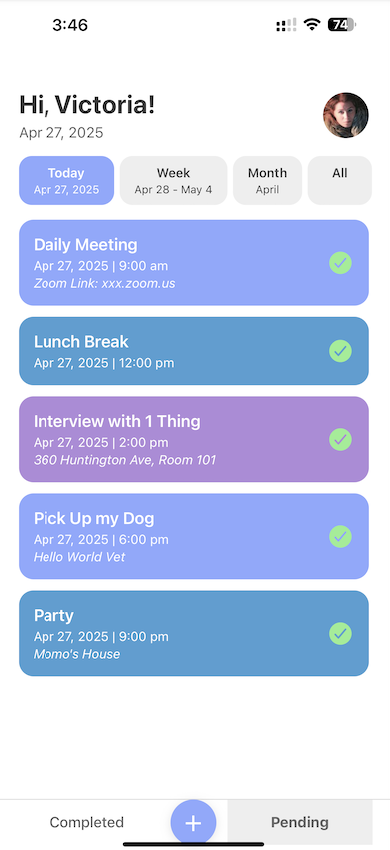 3:46
74
Hi, Victoria!
Apr 27, 2025
Today
Apr 27, 2025
Week
Apr 28 - May 4
Month
April
All
Daily Meeting
Apr 27, 2025 | 9:00 am
Zoom Link: xxx.zoom.us
Lunch Break
Apr 27, 2025 | 12:00 pm
Interview with 1 Thing
Apr 27, 2025 | 2:00 pm
360 Huntington Ave, Room 101
Pick Up my Dog
Apr 27, 2025 | 6:00 pm
Hello World Vet
Party
Apr 27, 2025 | 9:00 pm
Momo's House
Completed
+
Pending